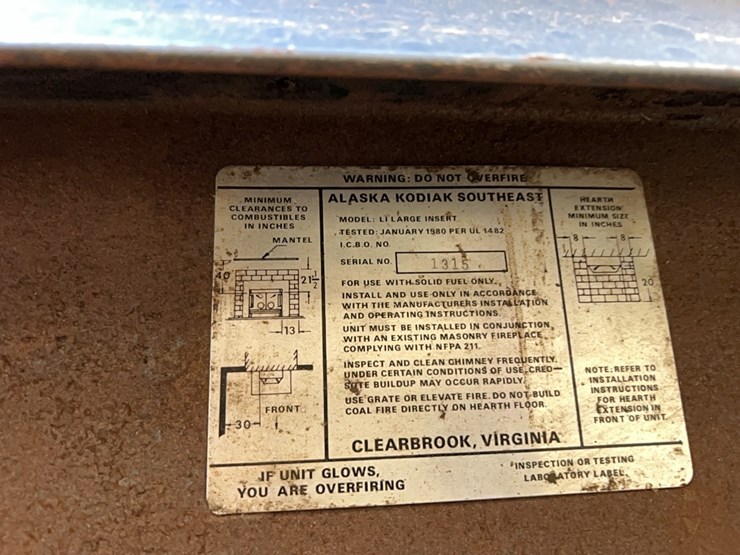 WARNING: DO NOT OVERFIRE
MINIMUM
CLEARANCES TO
COMBUSTIBLES
IN INCHES
MANTEL
40
21 1/2
13
FRONT
30
ALASKA KODIAK SOUTHEAST
MODEL: LI LARGE INSERT
TESTED: JANUARY 1980 PER UL 1482
I.C.B.O. NO.
SERIAL NO. 1315
FOR USE WITH SOLID FUEL ONLY.
INSTALL AND USE ONLY IN ACCORDANCE
WITH THE MANUFACTURERS INSTALLATION
AND OPERATING INSTRUCTIONS.
UNIT MUST BE INSTALLED IN CONJUNCTION
WITH AN EXISTING MASONRY FIREPLACE
COMPLYING WITH NFPA 211.
INSPECT AND CLEAN CHIMNEY FREQUENTLY.
UNDER CERTAIN CONDITIONS OF USE, CREO-
SOTE BUILDUP MAY OCCUR RAPIDLY.
USE GRATE OR ELEVATE FIRE. DO NOT BUILD
COAL FIRE DIRECTLY ON HEARTH FLOOR.
CLEARBROOK, VIRGINIA
HEARTH
EXTENSION
MINIMUM SIZE
IN INCHES
8 8
20
NOTE: REFER TO
INSTALLATION
INSTRUCTIONS
FOR HEARTH
EXTENSION IN
FRONT OF UNIT.
IF UNIT GLOWS,
YOU ARE OVERFIRING
INSPECTION OR TESTING
LABORATORY LABEL.